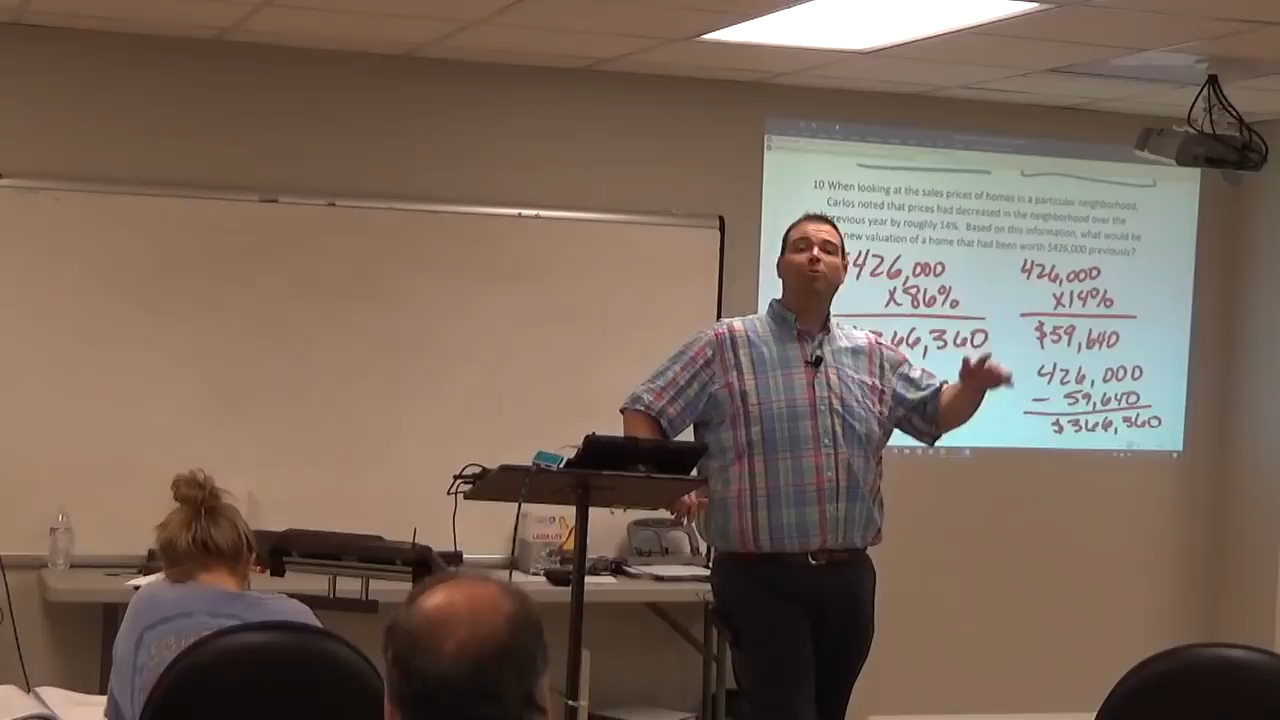 10. When looking at the sales prices of homes in a particular neighborhood,
Carlos noted that prices had decreased in the neighborhood over the
previous year by roughly 14%. Based on this information, what would be
new valuation of a home that had been worth $426,000 previously?
426,000
X86%
366,360
426,000
X14%
$59,640
426,000
- 59,640
$366,360